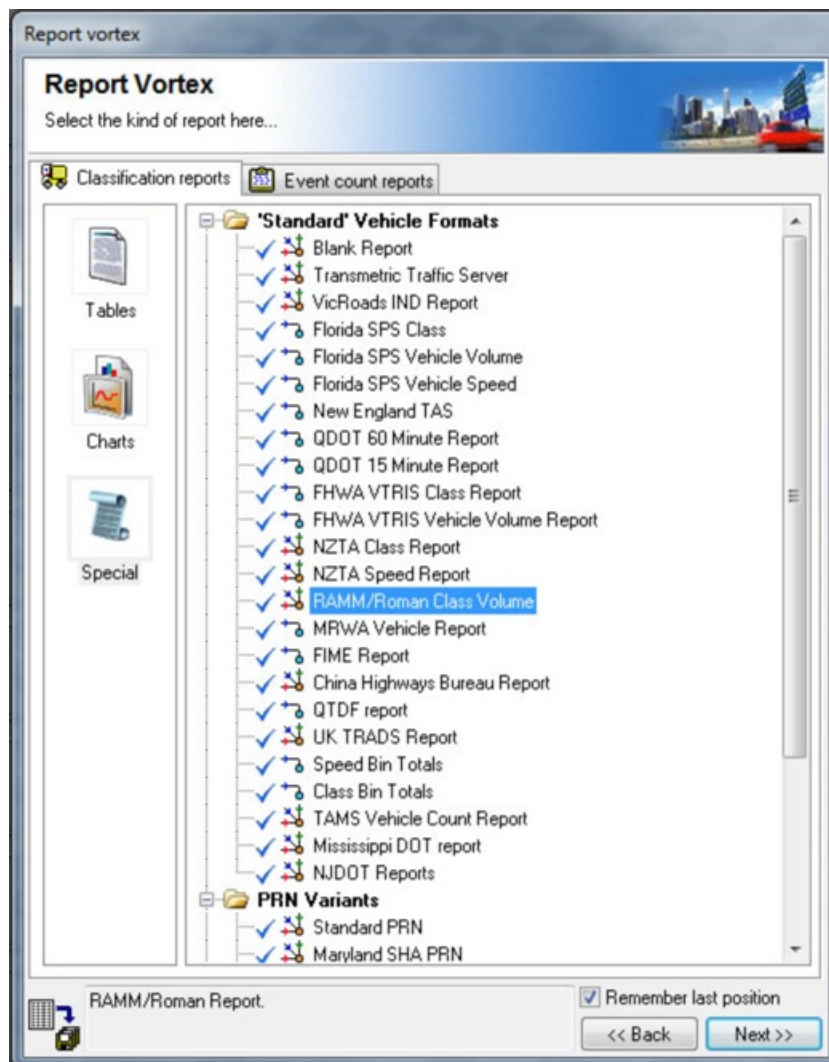 Report vortex
Report Vortex
Select the kind of report here...
Classification reports
Event count reports
Tables
Charts
Special
'Standard' Vehicle Formats
Blank Report
Transmetric Traffic Server
VicRoads IND Report
Florida SPS Class
Florida SPS Vehicle Volume
Florida SPS Vehicle Speed
New England TAS
QDOT 60 Minute Report
QDOT 15 Minute Report
FHWA VTRIS Class Report
FHWA VTRIS Vehicle Volume Report
NZTA Class Report
NZTA Speed Report
RAMM/Roman Class Volume
MRWA Vehicle Report
FIME Report
China Highways Bureau Report
QTDF report
UK TRADS Report
Speed Bin Totals
Class Bin Totals
TAMS Vehicle Count Report
Mississippi DOT report
NJDOT Reports
PRN Variants
Standard PRN
Maryland SHA PRN
RAMM/Roman Report.
Remember last position
<< Back
Next >>